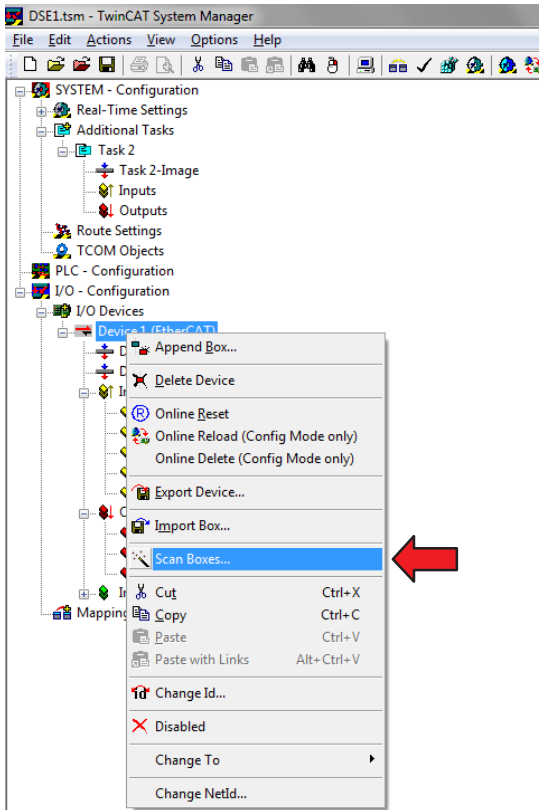 DSE1.tsm - TwinCAT System Manager
File Edit Actions View Options Help
SYSTEM - Configuration
Real-Time Settings
Additional Tasks
Task 2
Task 2-Image
Inputs
Outputs
Route Settings
TCOM Objects
PLC - Configuration
I/O - Configuration
I/O Devices
Device 1 (EtherCAT)
Append Box...
Delete Device
Online Reset
Online Reload (Config Mode only)
Online Delete (Config Mode only)
Export Device...
Import Box...
Scan Boxes...
Cut Ctrl+X
Mapping Copy Ctrl+C
Paste Ctrl+V
Paste with Links Alt+Ctrl+V
Change Id...
Disabled
Change To
Change NetId...